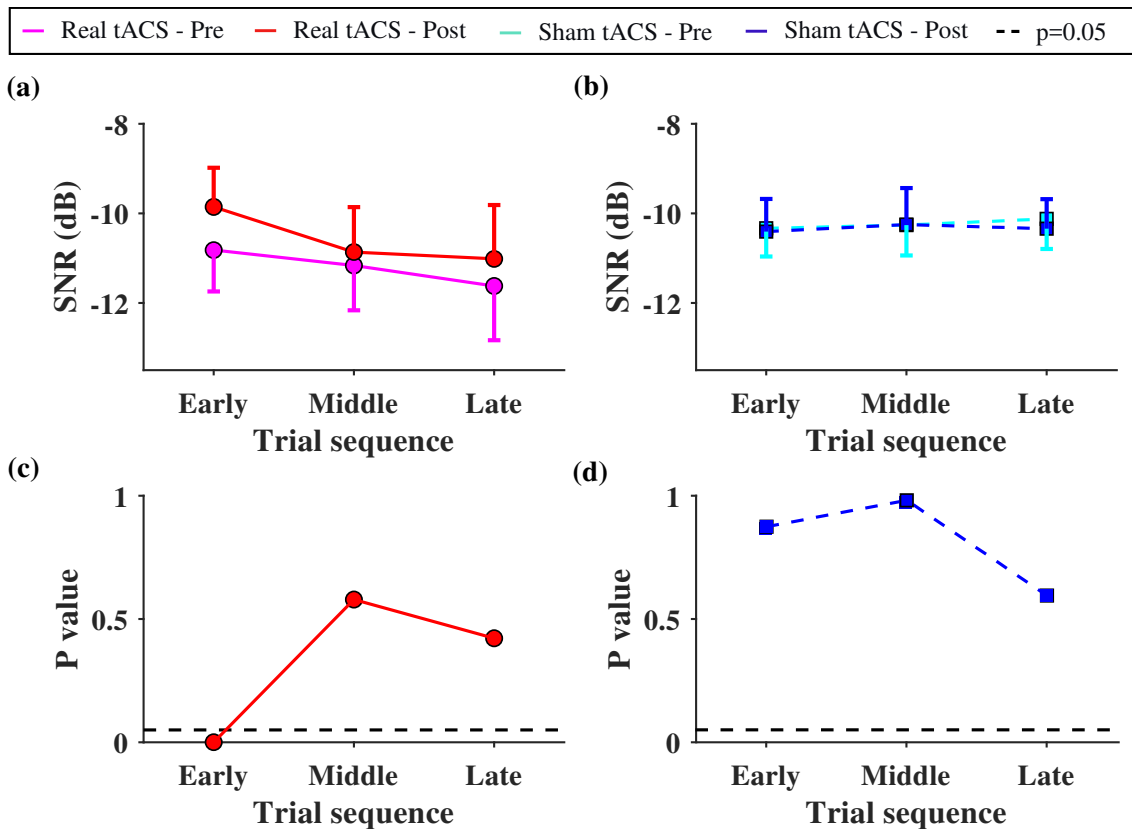 Real tACS - Pre Real tACS - Post Sham tACS - Pre Sham tACS - Post p=0.05
(a)
-8
-10
-12
SNR (dB)
Early Middle Late
Trial sequence
(b)
-8
-10
-12
SNR (dB)
Early Middle Late
Trial sequence
(c)
1
0.5
0
P value
Early Middle Late
Trial sequence
(d)
1
0.5
0
P value
Early Middle Late
Trial sequence